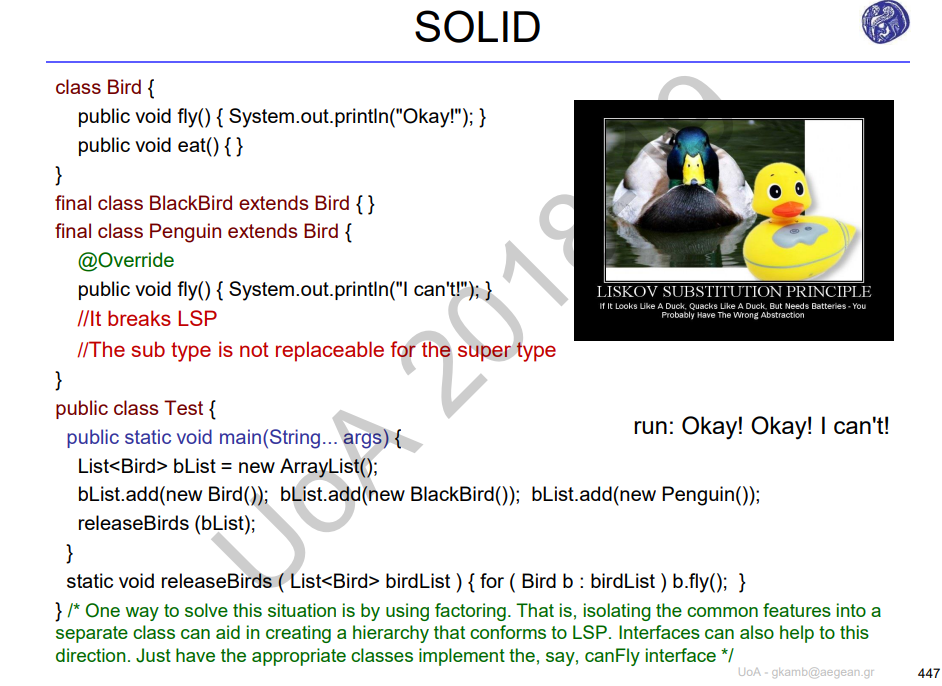 SOLID
class Bird {
public void fly() { System.out.println("Okay!"); }
public void eat() { }
}
final class BlackBird extends Bird { }
final class Penguin extends Bird {
@Override
public void fly() { System.out.println("I can't!"); }
//It breaks LSP
//The sub type is not replaceable for the super type
}
LISKOV SUBSTITUTION PRINCIPLE
If It Looks Like A Duck, Quacks Like A Duck, But Needs Batteries - You
Probably Have The Wrong Abstraction
public class Test {
public static void main(String... args) {
List<Bird> bList = new ArrayList();
bList.add(new Bird()); bList.add(new BlackBird()); bList.add(new Penguin());
releaseBirds (bList);
}
run: Okay! Okay! I can't!
static void releaseBirds ( List<Bird> birdList ) { for ( Bird b : birdList ) b.fly(); }
} /* One way to solve this situation is by using factoring. That is, isolating the common features into a
separate class can aid in creating a hierarchy that conforms to LSP. Interfaces can also help to this
direction. Just have the appropriate classes implement the, say, canFly interface */
UoA - gkamb@aegean.gr
447